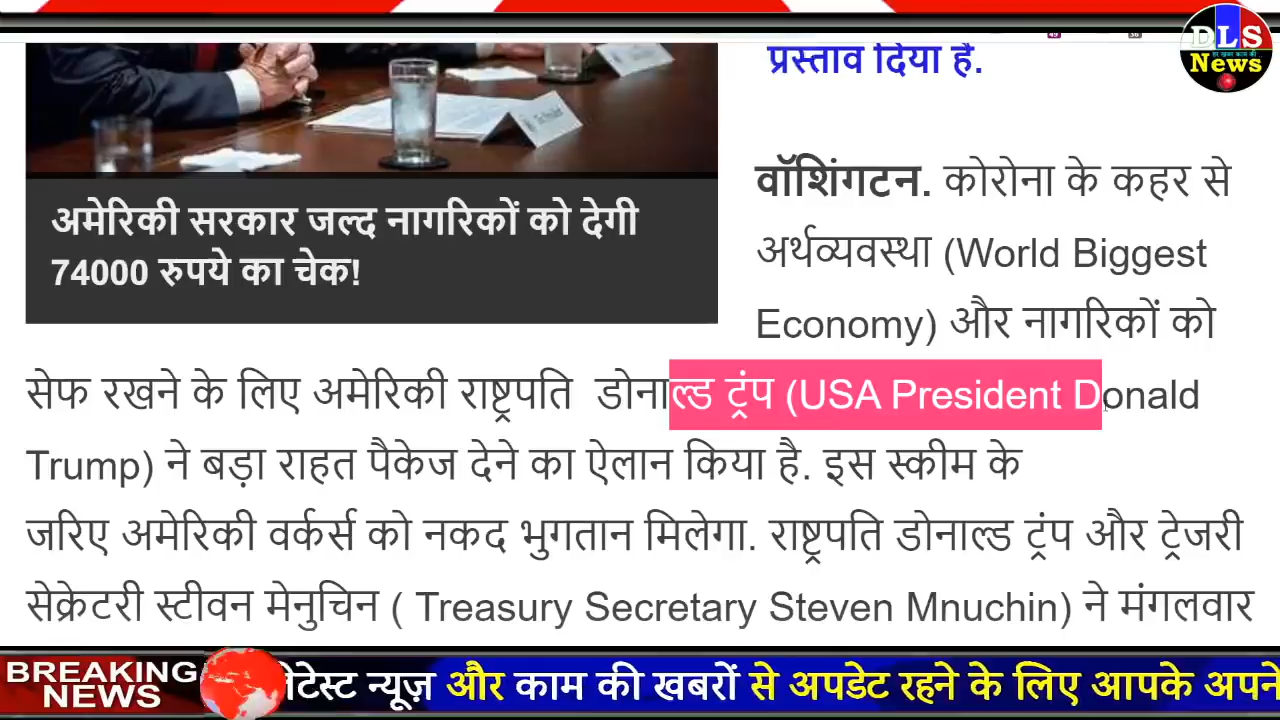 DLS
News
प्रस्ताव दिया है.
वॉशिंगटन. कोरोना के कहर से
अर्थव्यवस्था (World Biggest
Economy) और नागरिकों को
अमेरिकी सरकार जल्द नागरिकों को देगी
74000 रुपये का चेक!
सेफ रखने के लिए अमेरिकी राष्ट्रपति डोनाल्ड ट्रंप (USA President Donald
Trump) ने बड़ा राहत पैकेज देने का ऐलान किया है. इस स्कीम के
जरिए अमेरिकी वर्कर्स को नकद भुगतान मिलेगा. राष्ट्रपति डोनाल्ड ट्रंप और ट्रेजरी
सेक्रेटरी स्टीवन मेनुचिन ( Treasury Secretary Steven Mnuchin) ने मंगलवार
BREAKING
NEWS
न्यूज़ और काम की खबरों से अपडेट रहने के लिए आपके अपने